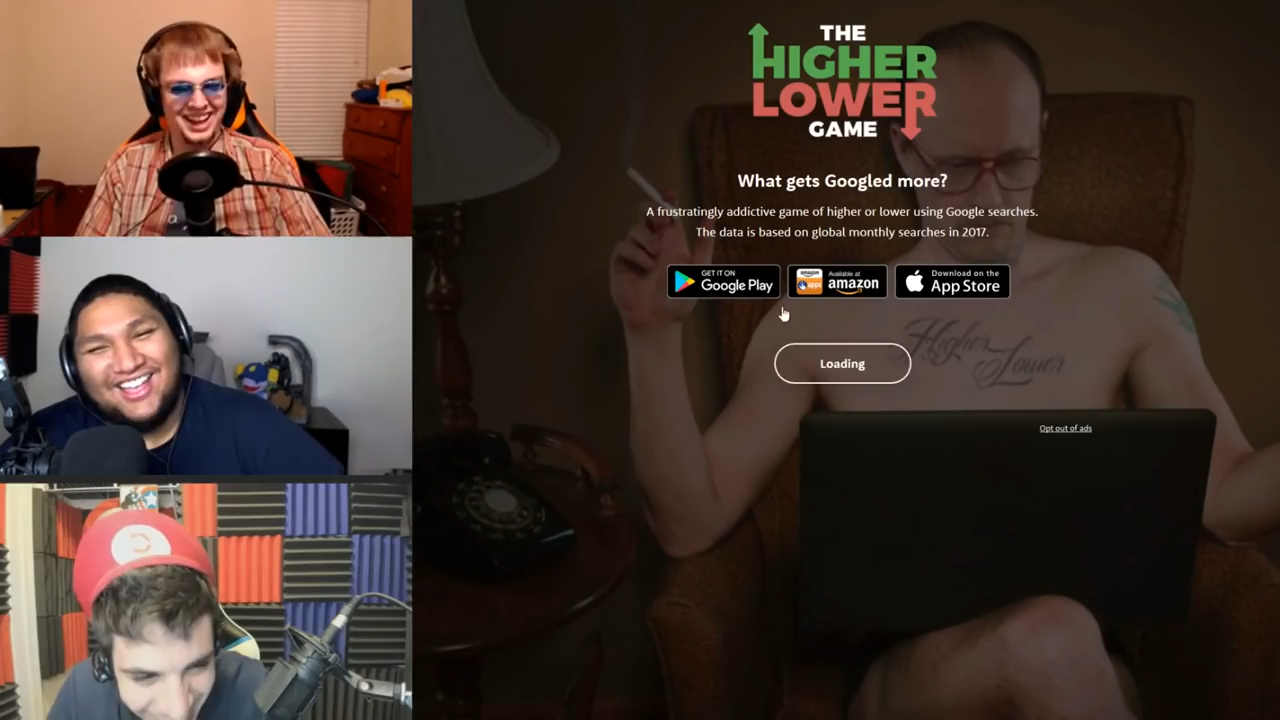 THE
HIGHER
LOWER
GAME
What gets Googled more?
A frustratingly addictive game of higher or lower using Google searches.
The data is based on global monthly searches in 2017.
GET IT ON
Google Play
amazon
apps
Available at
amazon
Download on the
App Store
Higher
Lower
Loading
Opt out of ads